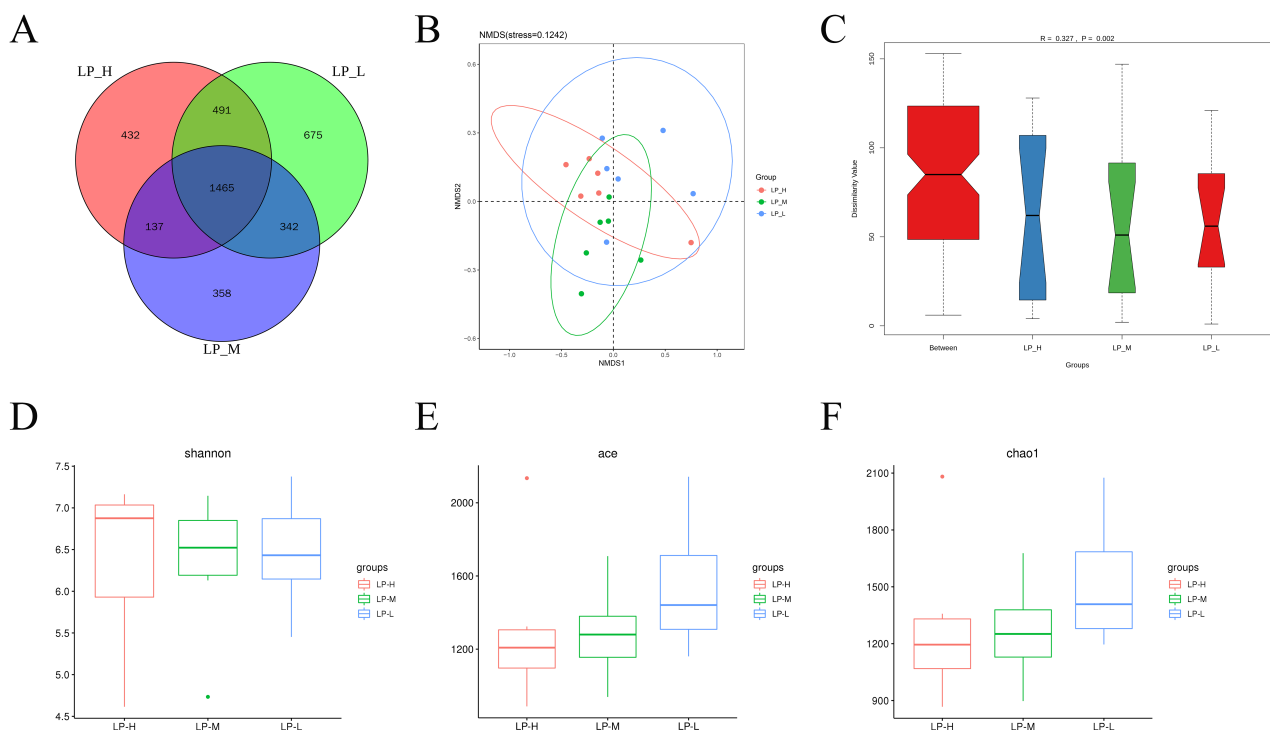 A
LP_H
LP_L
491
432
675
1465
137
342
358
LP_M
B
NMDS(stress=0.1242)
0.6
0.3
0.0
−0.3
−0.6
NMDS2
−1.0
−0.5
0.0
0.5
1.0
NMDS1
Group
LP_H
LP_M
LP_L
C
R = 0.327 , P = 0.002
150
100
50
0
Dissimilarity Value
Between
LP_H
LP_M
LP_L
Groups
D
shannon
7.5
7.0
6.5
6.0
5.5
5.0
4.5
LP-H
LP-M
LP-L
groups
LP-H
LP-M
LP-L
E
ace
2000
1600
1200
LP-H
LP-M
LP-L
groups
LP-H
LP-M
LP-L
F
chao1
2100
1800
1500
1200
900
LP-H
LP-M
LP-L
groups
LP-H
LP-M
LP-L